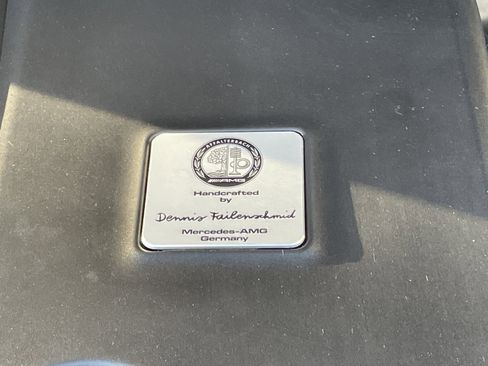 AFFALTERBACH
AMG
Handcrafted
by
Dennis Failenschmid
Mercedes-AMG
Germany